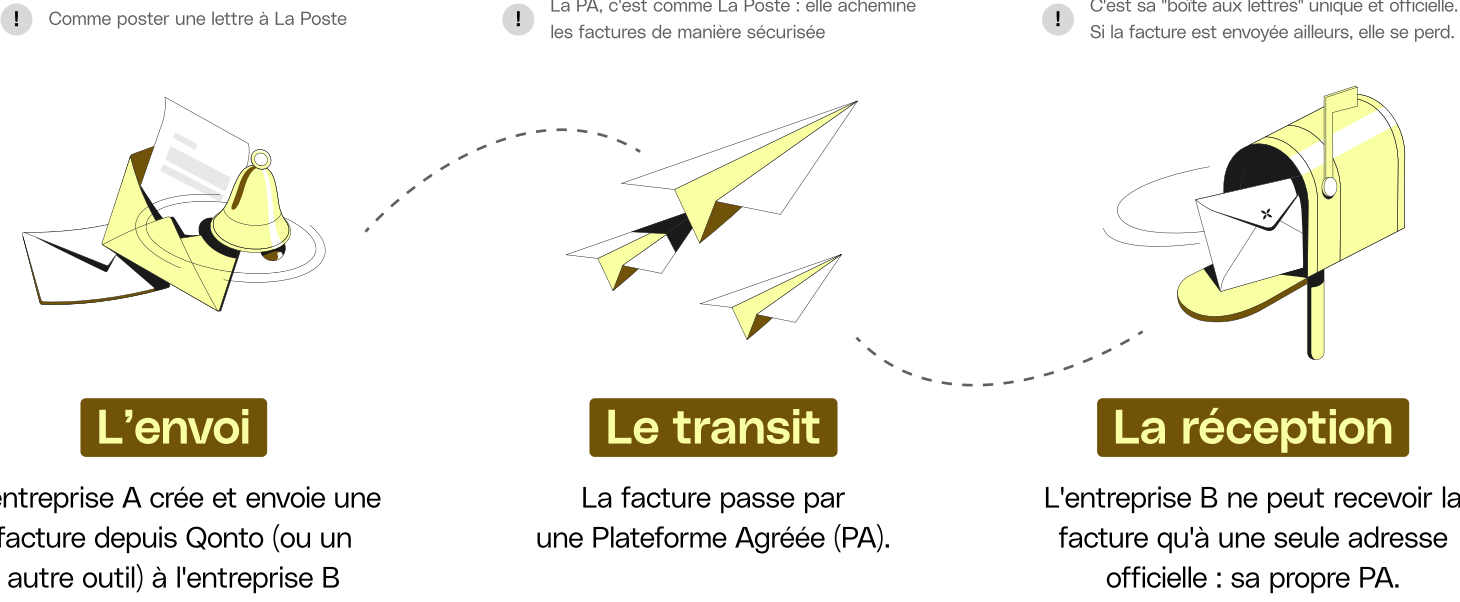 ! Comme poster une lettre à La Poste
! La PA, c'est comme La Poste : elle achemine
les factures de manière sécurisée
! C'est sa "boîte aux lettres" unique et officielle.
Si la facture est envoyée ailleurs, elle se perd.
L’envoi
entreprise A crée et envoie une
facture depuis Qonto (ou un
autre outil) à l'entreprise B
Le transit
La facture passe par
une Plateforme Agréée (PA).
La réception
L'entreprise B ne peut recevoir la
facture qu'à une seule adresse
officielle : sa propre PA.